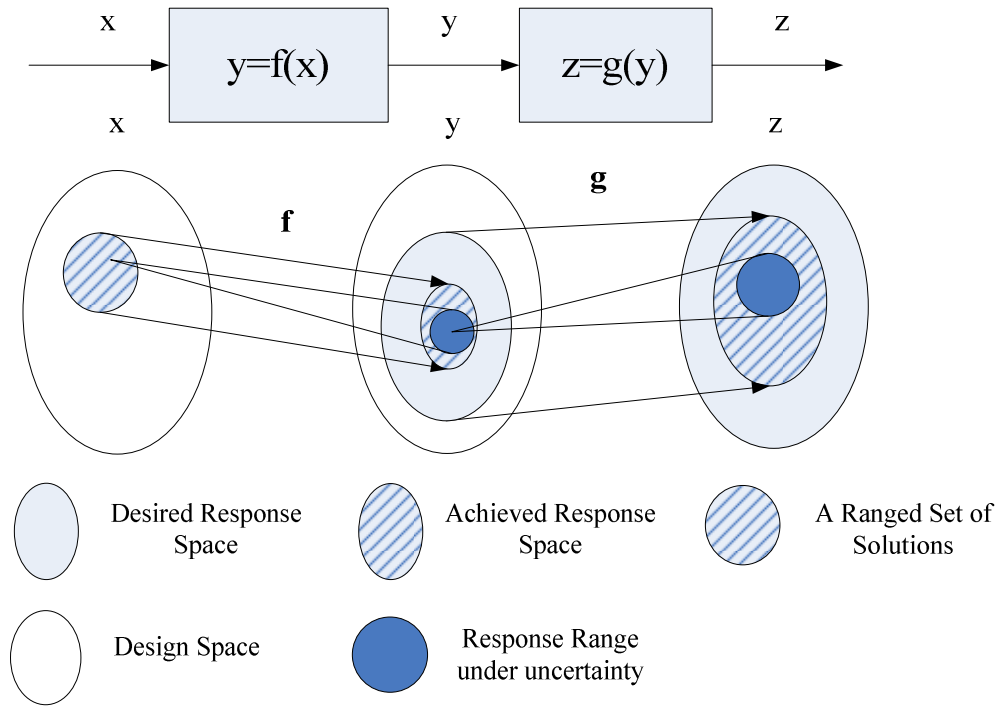 x
y
z
y=f(x)
z=g(y)
x
y
z
f
g
Desired Response
Space
Achieved Response
Space
A Ranged Set of
Solutions
Design Space
Response Range
under uncertainty